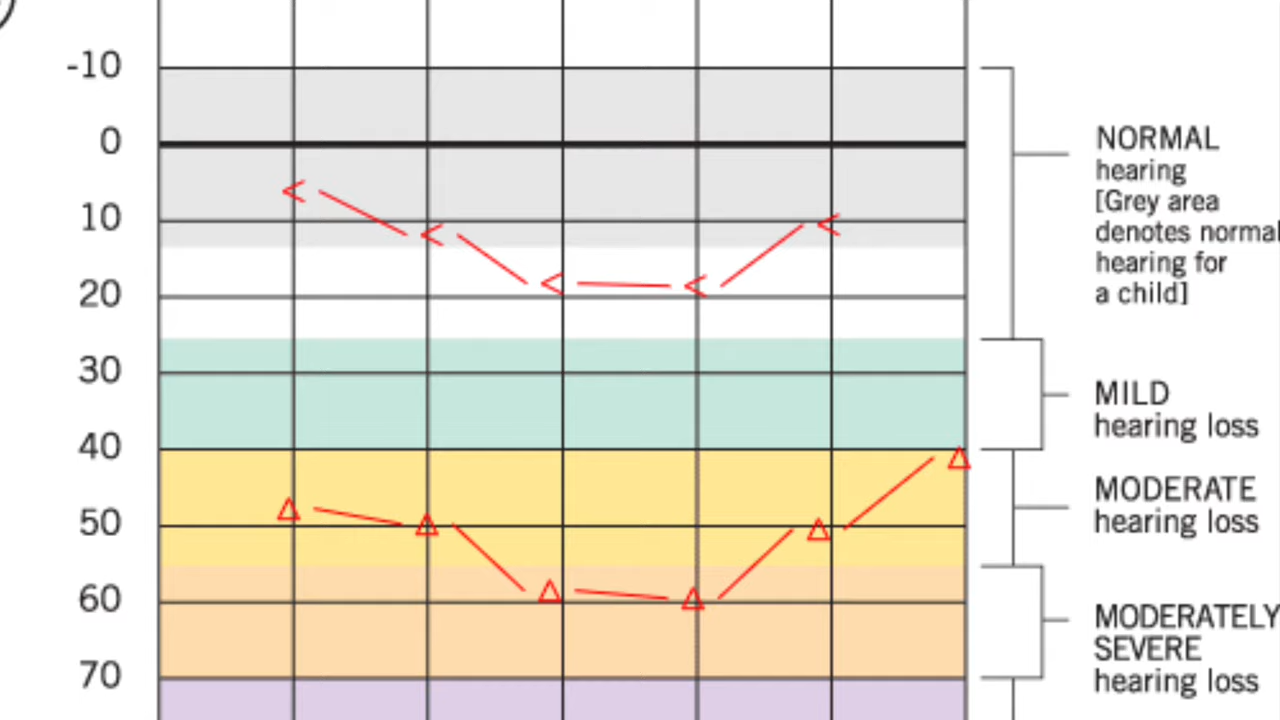 -10
0
10
20
30
40
50
60
70
NORMAL
hearing
[Grey area
denotes normal
hearing for
a child]
MILD
hearing loss
MODERATE
hearing loss
MODERATELY
SEVERE
hearing loss